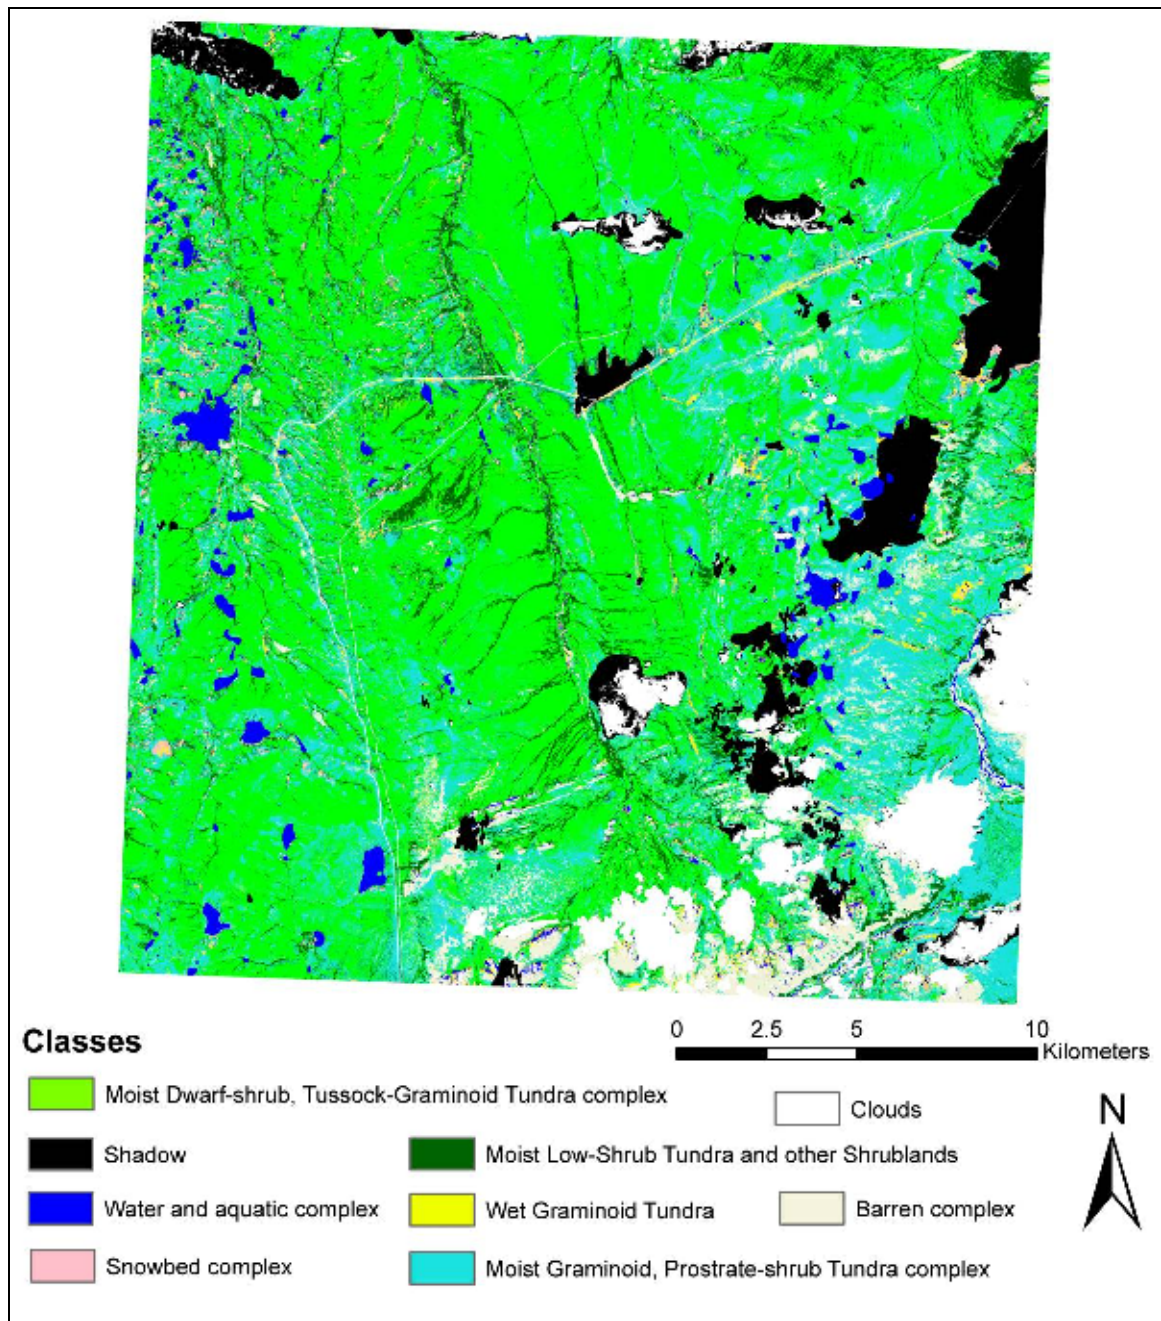 0 2.5 5 10
Kilometers
Classes
Moist Dwarf-shrub, Tussock-Graminoid Tundra complex
Clouds
N
Shadow
Moist Low-Shrub Tundra and other Shrublands
Water and aquatic complex
Wet Graminoid Tundra
Barren complex
Snowbed complex
Moist Graminoid, Prostrate-shrub Tundra complex